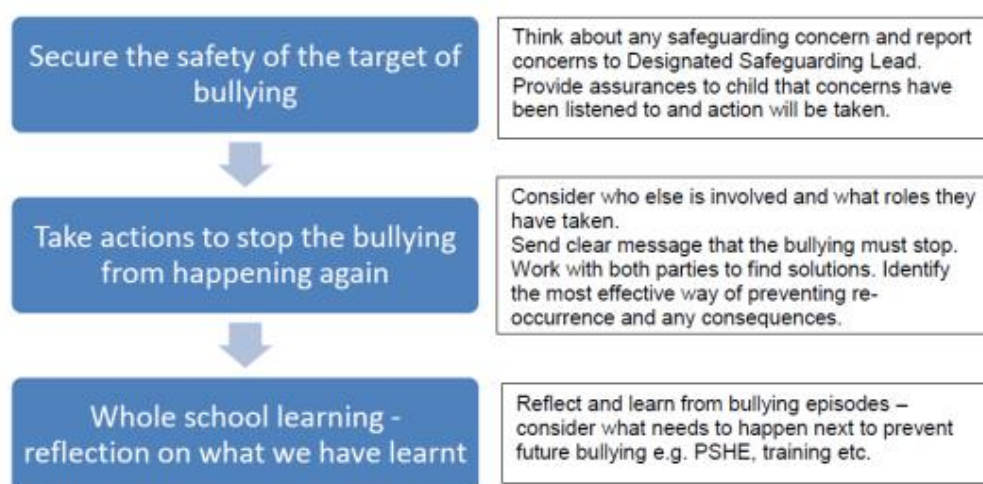 Secure the safety of the target of
bullying
Think about any safeguarding concern and report
concerns to Designated Safeguarding Lead.
Provide assurances to child that concerns have
been listened to and action will be taken.
Take actions to stop the bullying
from happening again
Consider who else is involved and what roles they
have taken.
Send clear message that the bullying must stop.
Work with both parties to find solutions. Identify
the most effective way of preventing re-
occurrence and any consequences.
Whole school learning -
reflection on what we have learnt
Reflect and learn from bullying episodes –
consider what needs to happen next to prevent
future bullying e.g. PSHE, training etc.